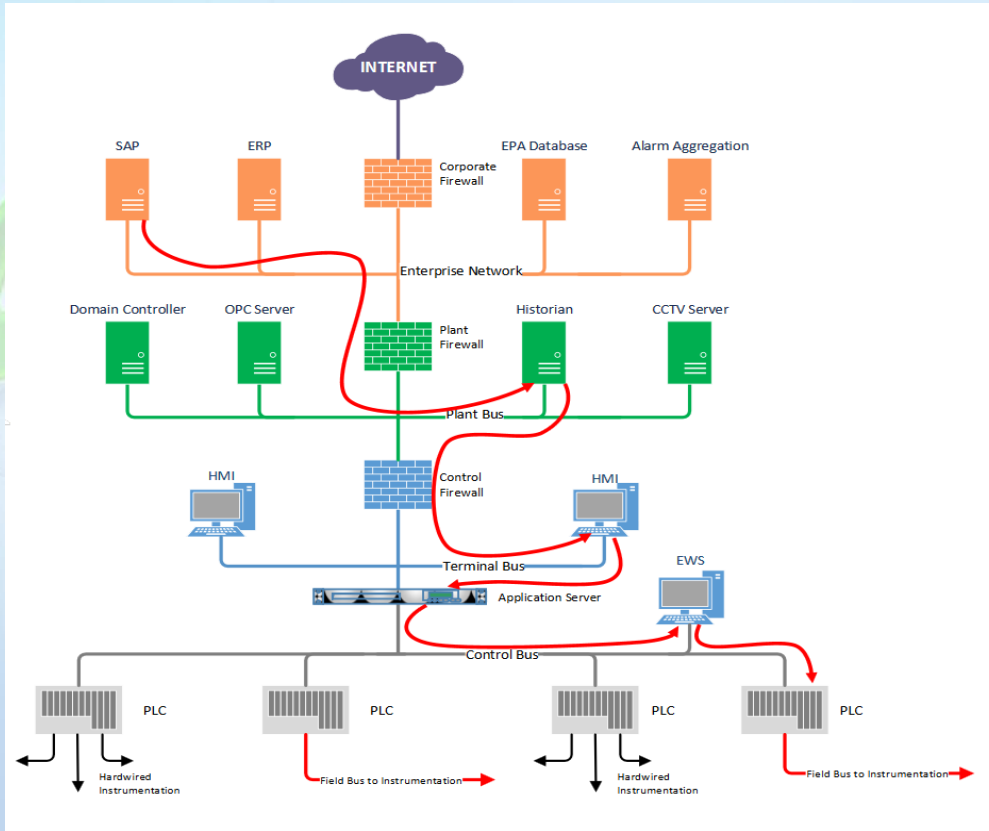 INTERNET
SAP
ERP
EPA Database
Alarm Aggregation
Corporate
Firewall
Enterprise Network
Domain Controller
OPC Server
Historian
CCTV Server
Plant
Firewall
Plant Bus
HMI
HMI
Control
Firewall
Terminal Bus
EWS
Application Server
Control Bus
PLC
PLC
PLC
PLC
Hardwired
Instrumentation
Field Bus to Instrumentation
Hardwired
Instrumentation
Field Bus to Instrumentation